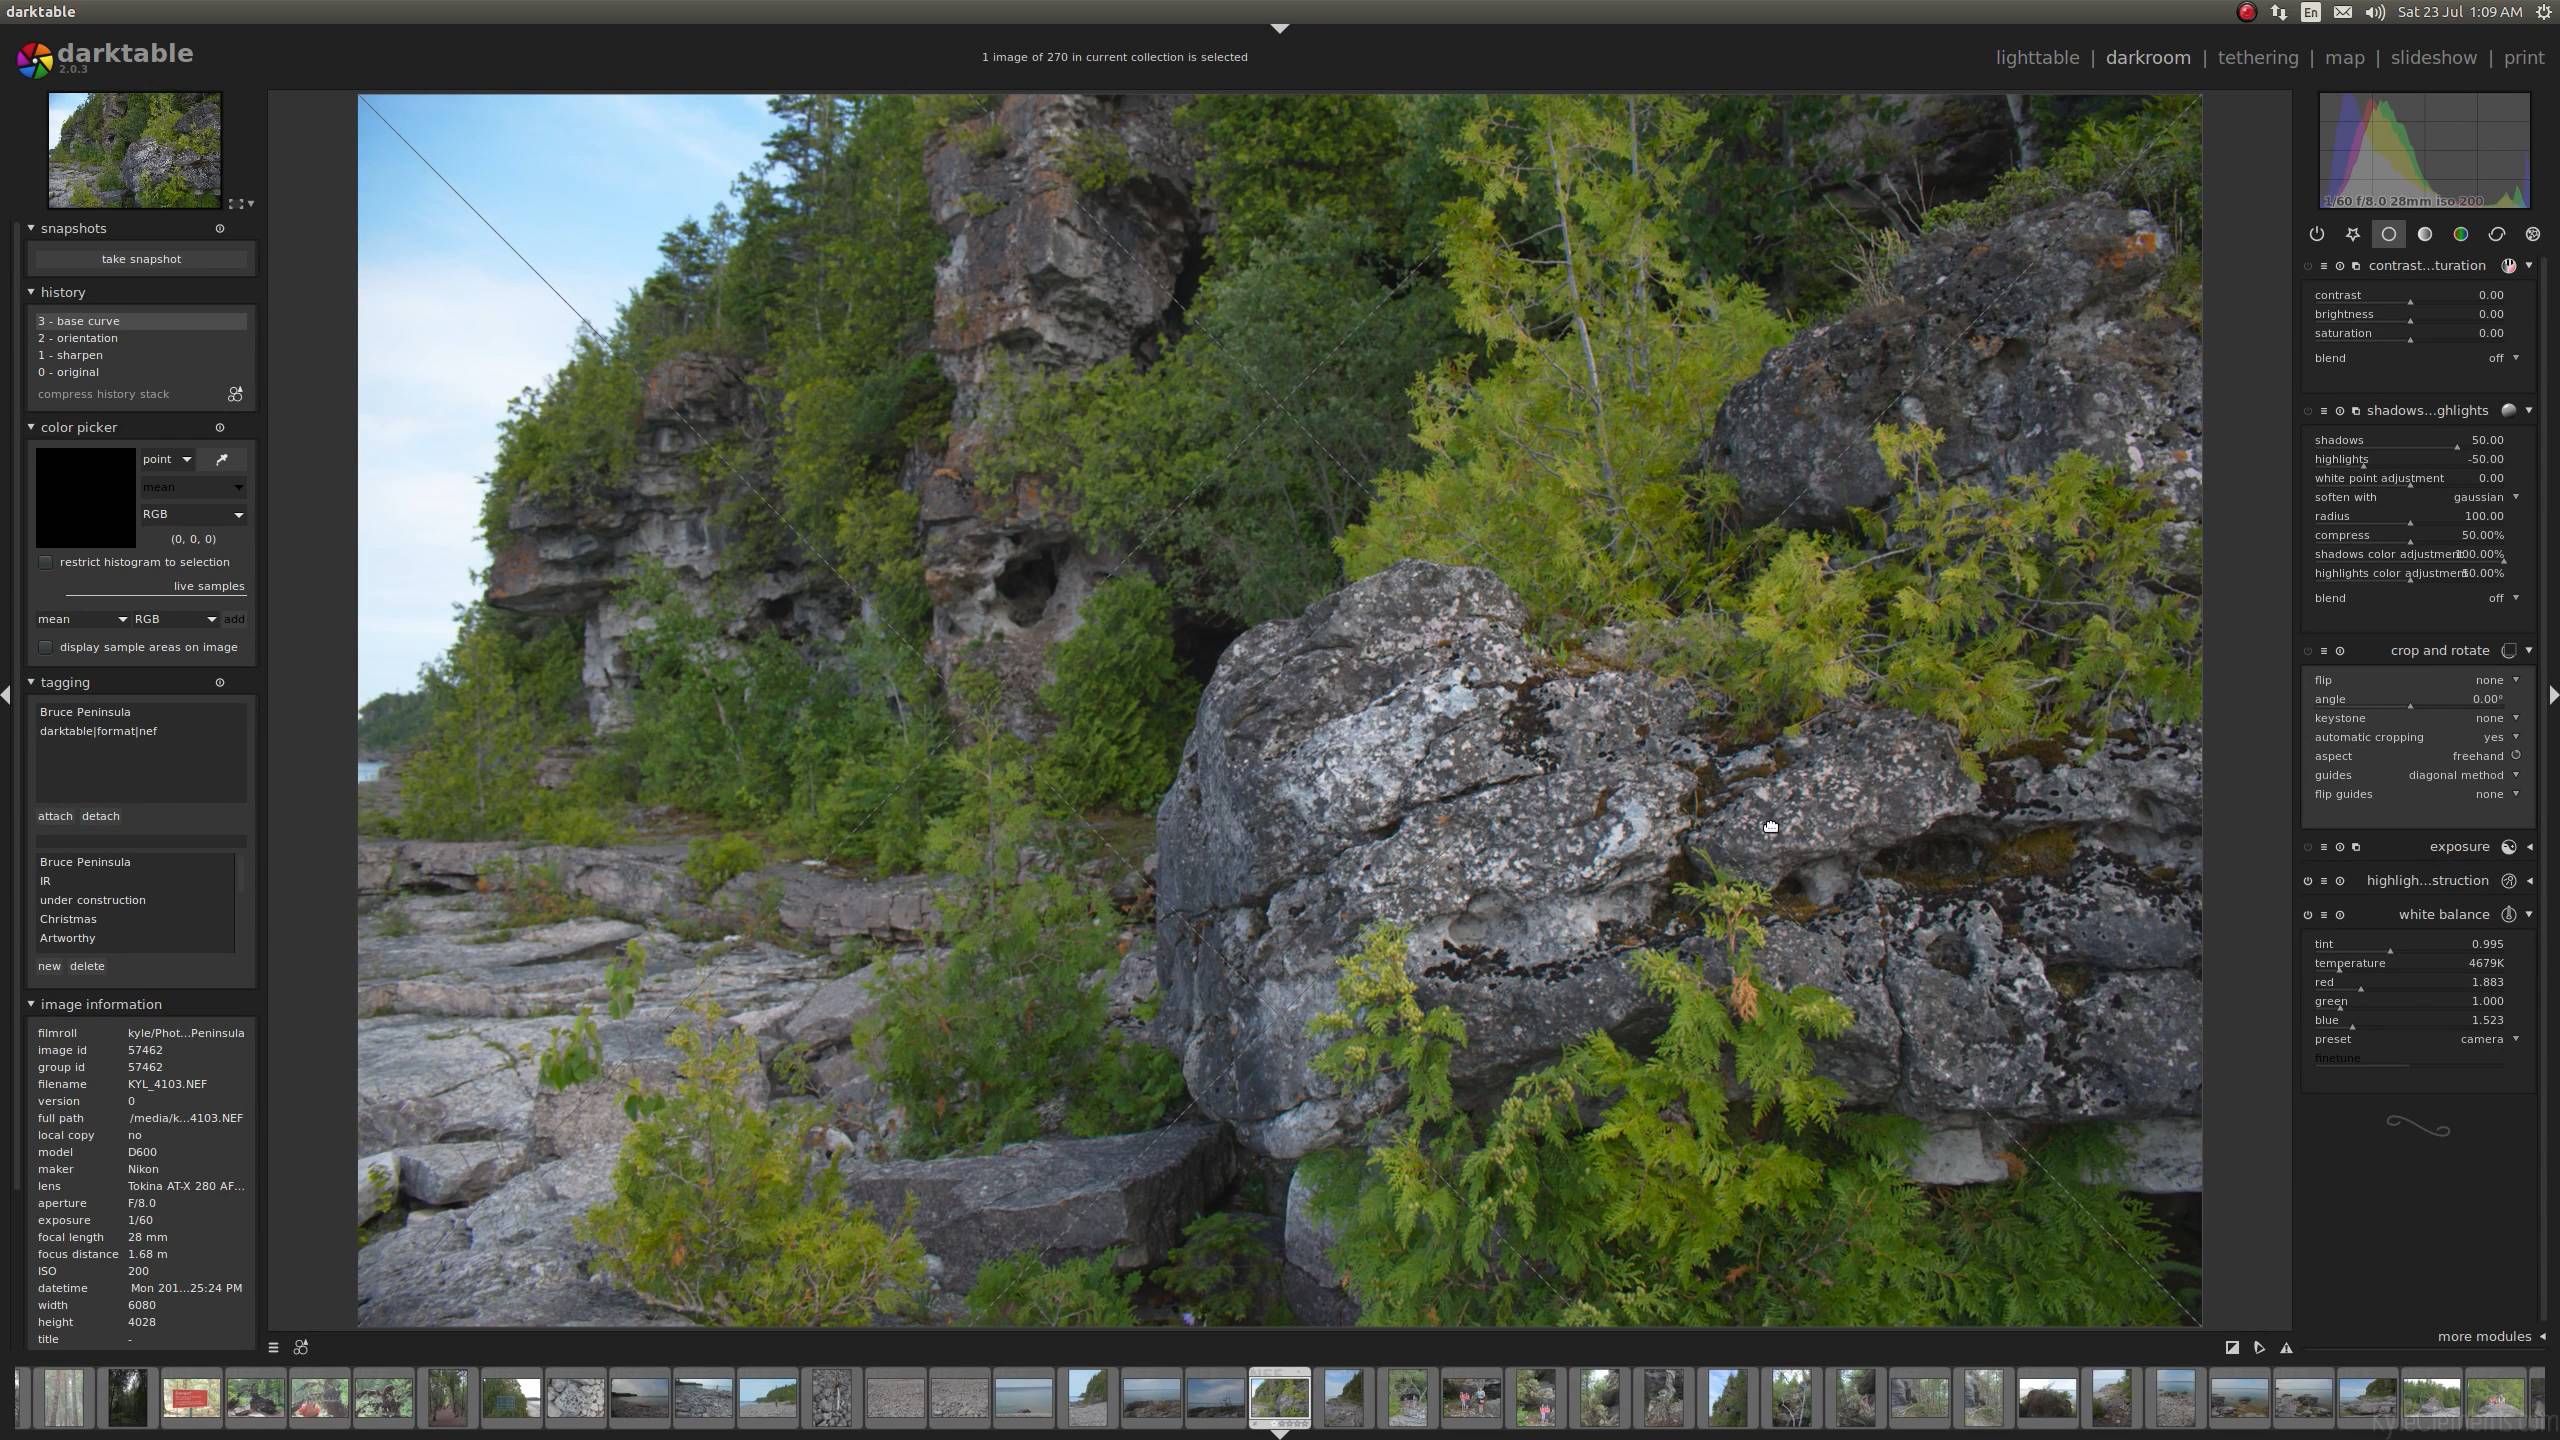 darktable
En
Sat 23 Jul 1:09 AM
darktable
2.0.3
1 image of 270 in current collection is selected
lighttable | darkroom | tethering | map | slideshow | print
snapshots
take snapshot
history
3 - base curve
2 - orientation
1 - sharpen
0 - original
compress history stack
color picker
point
mean
RGB
(0, 0, 0)
restrict histogram to selection
live samples
mean RGB add
display sample areas on image
tagging
Bruce Peninsula
darktable|format|nef
attach detach
Bruce Peninsula
IR
under construction
Christmas
Artworthy
new delete
image information
filmroll kyle/Phot...Peninsula
image id 57462
group id 57462
filename KYL_4103.NEF
version 0
full path /media/k...4103.NEF
local copy no
model D600
maker Nikon
lens Tokina AT-X 280 AF...
aperture F/8.0
exposure 1/60
focal length 28 mm
focus distance 1.68 m
ISO 200
datetime Mon 201...25:24 PM
width 6080
height 4028
title -
1/60 f/8.0 28mm iso 200
contrast...turation
contrast 0.00
brightness 0.00
saturation 0.00
blend off
shadows...ghlights
shadows 50.00
highlights -50.00
white point adjustment 0.00
soften with gaussian
radius 100.00
compress 50.00%
shadows color adjustment 100.00%
highlights color adjustment 50.00%
blend off
crop and rotate
flip none
angle 0.00°
keystone none
automatic cropping yes
aspect freehand
guides diagonal method
flip guides none
exposure
highligh...struction
white balance
tint 0.995
temperature 4679K
red 1.883
green 1.000
blue 1.523
preset camera
finetune
more modules